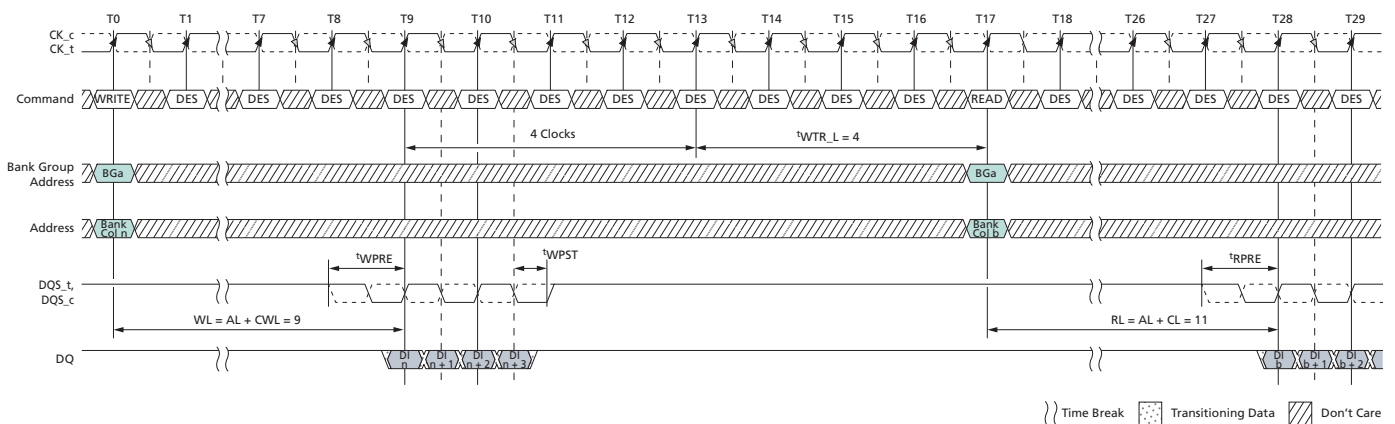 T0 T1 T7 T8 T9 T10 T11 T12 T13 T14 T15 T16 T17 T18 T26 T27 T28 T29
CK_c
CK_t
Command WRITE DES DES DES DES DES DES DES DES DES DES DES READ DES DES DES DES DES
4 Clocks tWTR_L = 4
Bank Group
Address
BGa BGa
Address
Bank
Col n
Bank
Col b
tWPRE tWPST tRPRE
DQS_t,
DQS_c
WL = AL + CWL = 9 RL = AL + CL = 11
DQ
DI
n
DI
n + 1
DI
n + 2
DI
n + 3
DI
b
DI
b + 1
DI
b + 2
Time Break Transitioning Data Don't Care